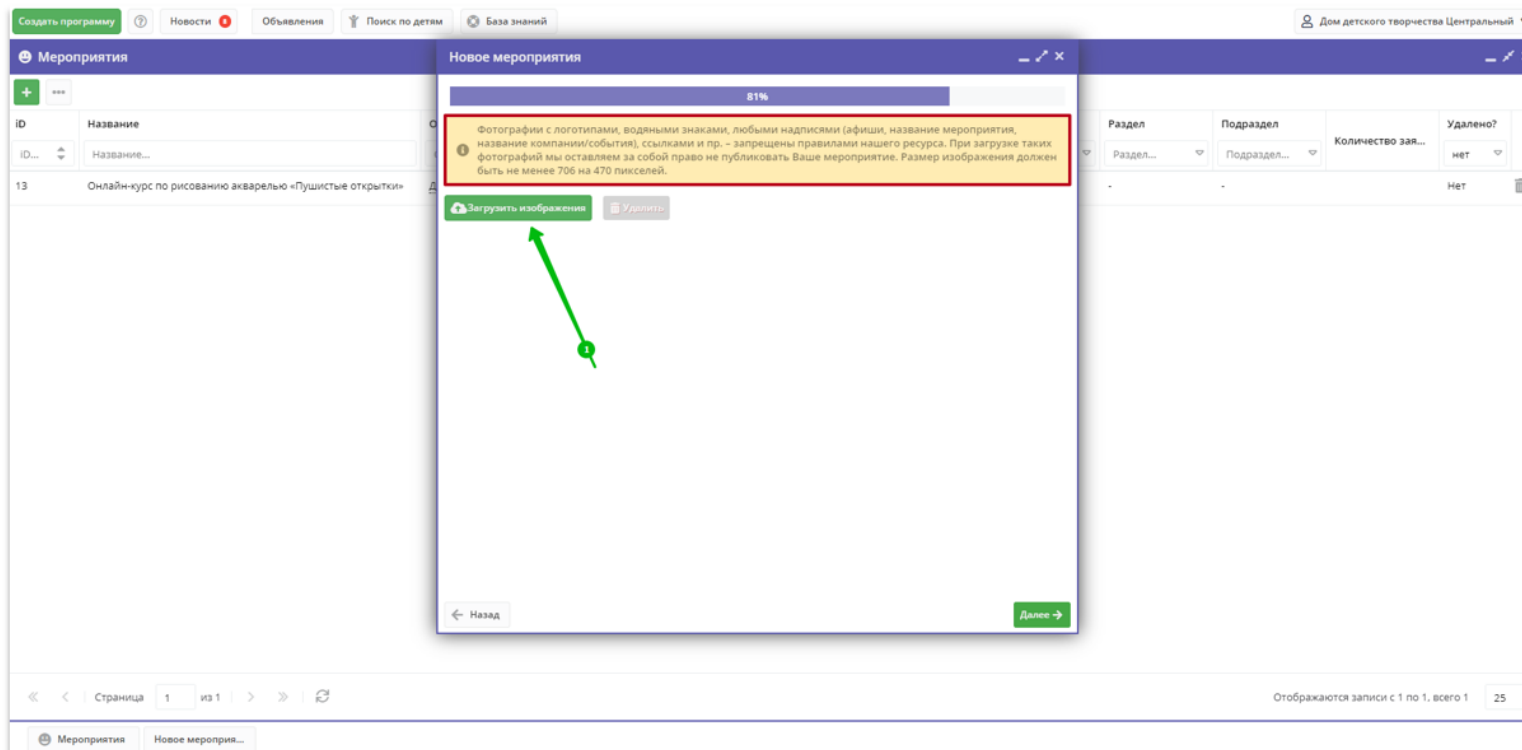 Создать программу
Новости 8
Объявления
Поиск по детям
База знаний
Дом детского творчества Центральный
Мероприятия
Новое мероприятия
81%
iD
Название
Раздел
Подраздел
Количество зая...
Удалено?
iD...
Название...
Раздел...
Подраздел...
нет
13
Онлайн-курс по рисованию акварелью «Пушистые открытки»
-
-
Нет
Фотографии с логотипами, водяными знаками, любыми надписями (афиши, название мероприятия,
название компании/события), ссылками и пр. – запрещены правилами нашего ресурса. При загрузке таких
фотографий мы оставляем за собой право не публиковать Ваше мероприятие. Размер изображения должен
быть не менее 706 на 470 пикселей.
Загрузить изображения
Удалить
1
Назад
Далее
Страница 1 из 1
Отображаются записи с 1 по 1, всего 1
25
Мероприятия
Новое мероприя...